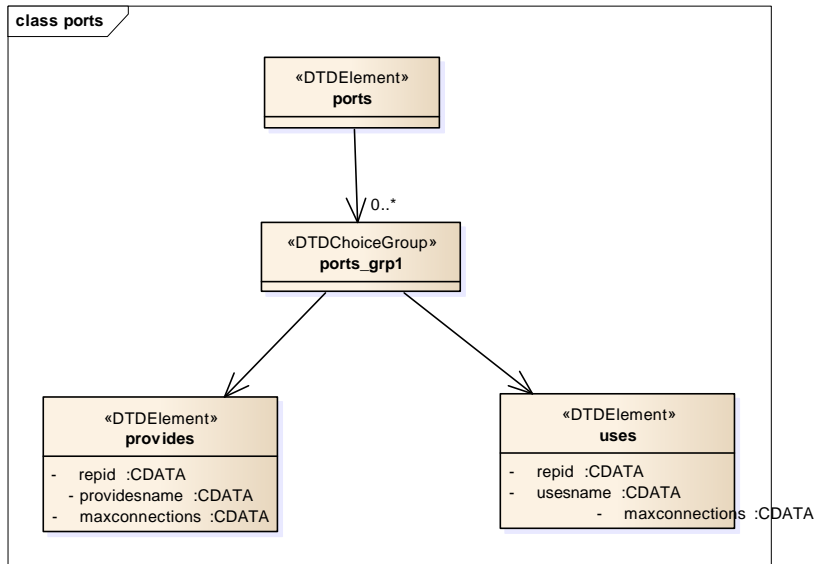 class ports
«DTDElement»
ports
0..*
«DTDChoiceGroup»
ports_grp1
«DTDElement»
provides
- repid :CDATA
- providesname :CDATA
- maxconnections :CDATA
«DTDElement»
uses
- repid :CDATA
- usesname :CDATA
- maxconnections :CDATA